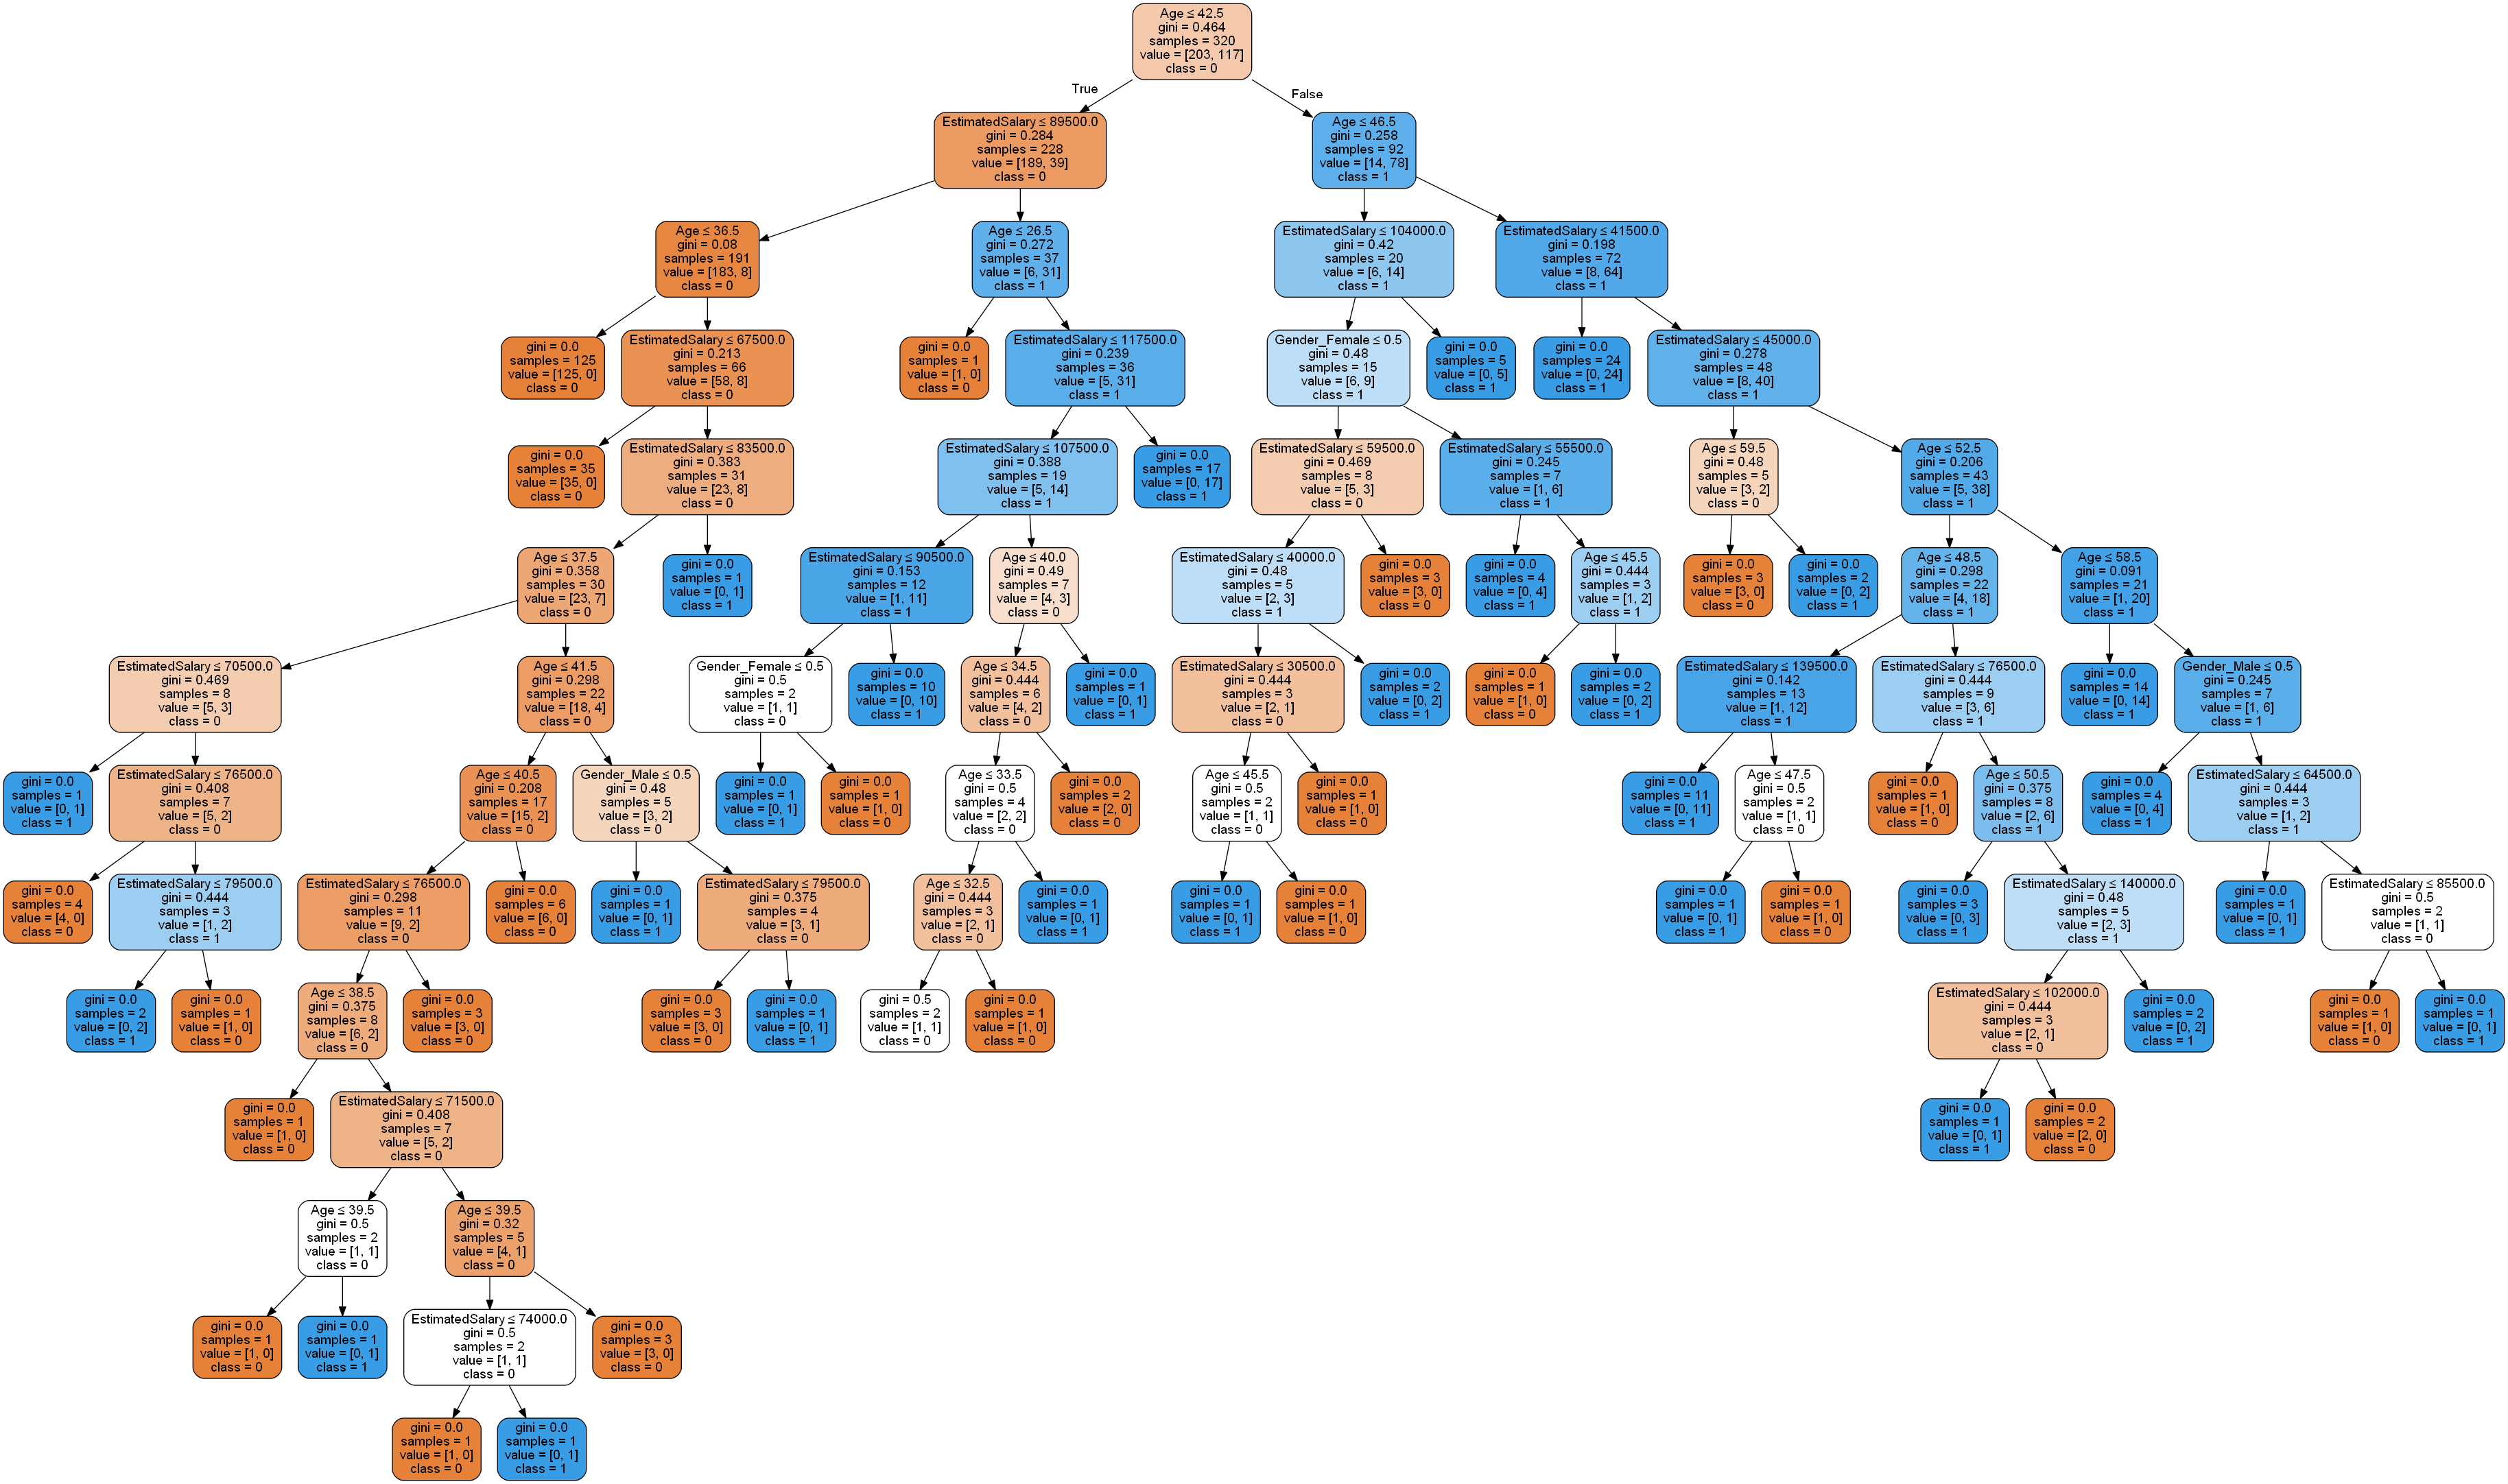 Age ≤ 42.5
gini = 0.464
samples = 320
value = [203, 117]
class = 0
True
False
EstimatedSalary ≤ 89500.0
gini = 0.284
samples = 228
value = [189, 39]
class = 0
Age ≤ 46.5
gini = 0.258
samples = 92
value = [14, 78]
class = 1
Age ≤ 36.5
gini = 0.08
samples = 191
value = [183, 8]
class = 0
Age ≤ 26.5
gini = 0.272
samples = 37
value = [6, 31]
class = 1
EstimatedSalary ≤ 104000.0
gini = 0.42
samples = 20
value = [6, 14]
class = 1
EstimatedSalary ≤ 41500.0
gini = 0.198
samples = 72
value = [8, 64]
class = 1
gini = 0.0
samples = 125
value = [125, 0]
class = 0
EstimatedSalary ≤ 67500.0
gini = 0.213
samples = 66
value = [58, 8]
class = 0
gini = 0.0
samples = 1
value = [1, 0]
class = 0
EstimatedSalary ≤ 117500.0
gini = 0.239
samples = 36
value = [5, 31]
class = 1
Gender_Female ≤ 0.5
gini = 0.48
samples = 15
value = [6, 9]
class = 1
gini = 0.0
samples = 5
value = [0, 5]
class = 1
gini = 0.0
samples = 24
value = [0, 24]
class = 1
EstimatedSalary ≤ 45000.0
gini = 0.278
samples = 48
value = [8, 40]
class = 1
gini = 0.0
samples = 35
value = [35, 0]
class = 0
EstimatedSalary ≤ 83500.0
gini = 0.383
samples = 31
value = [23, 8]
class = 0
EstimatedSalary ≤ 107500.0
gini = 0.388
samples = 19
value = [5, 14]
class = 1
gini = 0.0
samples = 17
value = [0, 17]
class = 1
EstimatedSalary ≤ 59500.0
gini = 0.469
samples = 8
value = [5, 3]
class = 0
EstimatedSalary ≤ 55500.0
gini = 0.245
samples = 7
value = [1, 6]
class = 1
Age ≤ 59.5
gini = 0.48
samples = 5
value = [3, 2]
class = 0
Age ≤ 52.5
gini = 0.206
samples = 43
value = [5, 38]
class = 1
Age ≤ 37.5
gini = 0.358
samples = 30
value = [23, 7]
class = 0
gini = 0.0
samples = 1
value = [0, 1]
class = 1
EstimatedSalary ≤ 90500.0
gini = 0.153
samples = 12
value = [1, 11]
class = 1
Age ≤ 40.0
gini = 0.49
samples = 7
value = [4, 3]
class = 0
EstimatedSalary ≤ 40000.0
gini = 0.48
samples = 5
value = [2, 3]
class = 1
gini = 0.0
samples = 3
value = [3, 0]
class = 0
gini = 0.0
samples = 4
value = [0, 4]
class = 1
Age ≤ 45.5
gini = 0.444
samples = 3
value = [1, 2]
class = 1
gini = 0.0
samples = 3
value = [3, 0]
class = 0
gini = 0.0
samples = 2
value = [0, 2]
class = 1
Age ≤ 48.5
gini = 0.298
samples = 22
value = [4, 18]
class = 1
Age ≤ 58.5
gini = 0.091
samples = 21
value = [1, 20]
class = 1
EstimatedSalary ≤ 70500.0
gini = 0.469
samples = 8
value = [5, 3]
class = 0
Age ≤ 41.5
gini = 0.298
samples = 22
value = [18, 4]
class = 0
Gender_Female ≤ 0.5
gini = 0.5
samples = 2
value = [1, 1]
class = 0
gini = 0.0
samples = 10
value = [0, 10]
class = 1
Age ≤ 34.5
gini = 0.444
samples = 6
value = [4, 2]
class = 0
gini = 0.0
samples = 1
value = [0, 1]
class = 1
EstimatedSalary ≤ 30500.0
gini = 0.444
samples = 3
value = [2, 1]
class = 0
gini = 0.0
samples = 2
value = [0, 2]
class = 1
gini = 0.0
samples = 1
value = [1, 0]
class = 0
gini = 0.0
samples = 2
value = [0, 2]
class = 1
EstimatedSalary ≤ 139500.0
gini = 0.142
samples = 13
value = [1, 12]
class = 1
EstimatedSalary ≤ 76500.0
gini = 0.444
samples = 9
value = [3, 6]
class = 1
gini = 0.0
samples = 14
value = [0, 14]
class = 1
Gender_Male ≤ 0.5
gini = 0.245
samples = 7
value = [1, 6]
class = 1
gini = 0.0
samples = 1
value = [0, 1]
class = 1
EstimatedSalary ≤ 76500.0
gini = 0.408
samples = 7
value = [5, 2]
class = 0
Age ≤ 40.5
gini = 0.208
samples = 17
value = [15, 2]
class = 0
Gender_Male ≤ 0.5
gini = 0.48
samples = 5
value = [3, 2]
class = 0
gini = 0.0
samples = 1
value = [0, 1]
class = 1
gini = 0.0
samples = 1
value = [1, 0]
class = 0
Age ≤ 33.5
gini = 0.5
samples = 4
value = [2, 2]
class = 0
gini = 0.0
samples = 2
value = [2, 0]
class = 0
Age ≤ 45.5
gini = 0.5
samples = 2
value = [1, 1]
class = 0
gini = 0.0
samples = 1
value = [1, 0]
class = 0
gini = 0.0
samples = 11
value = [0, 11]
class = 1
Age ≤ 47.5
gini = 0.5
samples = 2
value = [1, 1]
class = 0
gini = 0.0
samples = 1
value = [1, 0]
class = 0
Age ≤ 50.5
gini = 0.375
samples = 8
value = [2, 6]
class = 1
gini = 0.0
samples = 4
value = [0, 4]
class = 1
EstimatedSalary ≤ 64500.0
gini = 0.444
samples = 3
value = [1, 2]
class = 1
gini = 0.0
samples = 4
value = [4, 0]
class = 0
EstimatedSalary ≤ 79500.0
gini = 0.444
samples = 3
value = [1, 2]
class = 1
EstimatedSalary ≤ 76500.0
gini = 0.298
samples = 11
value = [9, 2]
class = 0
gini = 0.0
samples = 6
value = [6, 0]
class = 0
gini = 0.0
samples = 1
value = [0, 1]
class = 1
EstimatedSalary ≤ 79500.0
gini = 0.375
samples = 4
value = [3, 1]
class = 0
Age ≤ 32.5
gini = 0.444
samples = 3
value = [2, 1]
class = 0
gini = 0.0
samples = 1
value = [0, 1]
class = 1
gini = 0.0
samples = 1
value = [0, 1]
class = 1
gini = 0.0
samples = 1
value = [1, 0]
class = 0
gini = 0.0
samples = 1
value = [0, 1]
class = 1
gini = 0.0
samples = 1
value = [1, 0]
class = 0
gini = 0.0
samples = 3
value = [0, 3]
class = 1
EstimatedSalary ≤ 140000.0
gini = 0.48
samples = 5
value = [2, 3]
class = 1
gini = 0.0
samples = 1
value = [0, 1]
class = 1
EstimatedSalary ≤ 85500.0
gini = 0.5
samples = 2
value = [1, 1]
class = 0
gini = 0.0
samples = 2
value = [0, 2]
class = 1
gini = 0.0
samples = 1
value = [1, 0]
class = 0
Age ≤ 38.5
gini = 0.375
samples = 8
value = [6, 2]
class = 0
gini = 0.0
samples = 3
value = [3, 0]
class = 0
gini = 0.0
samples = 3
value = [3, 0]
class = 0
gini = 0.0
samples = 1
value = [0, 1]
class = 1
gini = 0.5
samples = 2
value = [1, 1]
class = 0
gini = 0.0
samples = 1
value = [1, 0]
class = 0
EstimatedSalary ≤ 102000.0
gini = 0.444
samples = 3
value = [2, 1]
class = 0
gini = 0.0
samples = 2
value = [0, 2]
class = 1
gini = 0.0
samples = 1
value = [1, 0]
class = 0
gini = 0.0
samples = 1
value = [0, 1]
class = 1
gini = 0.0
samples = 1
value = [1, 0]
class = 0
EstimatedSalary ≤ 71500.0
gini = 0.408
samples = 7
value = [5, 2]
class = 0
gini = 0.0
samples = 1
value = [0, 1]
class = 1
gini = 0.0
samples = 2
value = [2, 0]
class = 0
Age ≤ 39.5
gini = 0.5
samples = 2
value = [1, 1]
class = 0
Age ≤ 39.5
gini = 0.32
samples = 5
value = [4, 1]
class = 0
gini = 0.0
samples = 1
value = [1, 0]
class = 0
gini = 0.0
samples = 1
value = [0, 1]
class = 1
EstimatedSalary ≤ 74000.0
gini = 0.5
samples = 2
value = [1, 1]
class = 0
gini = 0.0
samples = 3
value = [3, 0]
class = 0
gini = 0.0
samples = 1
value = [1, 0]
class = 0
gini = 0.0
samples = 1
value = [0, 1]
class = 1